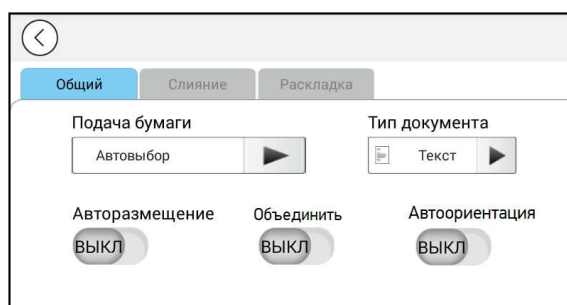 Общий Слияние Раскладка
Подача бумаги Тип документа
Автовыбор Текст
Авторазмещение Объединить Автоориентация
ВЫКЛ ВЫКЛ ВЫКЛ